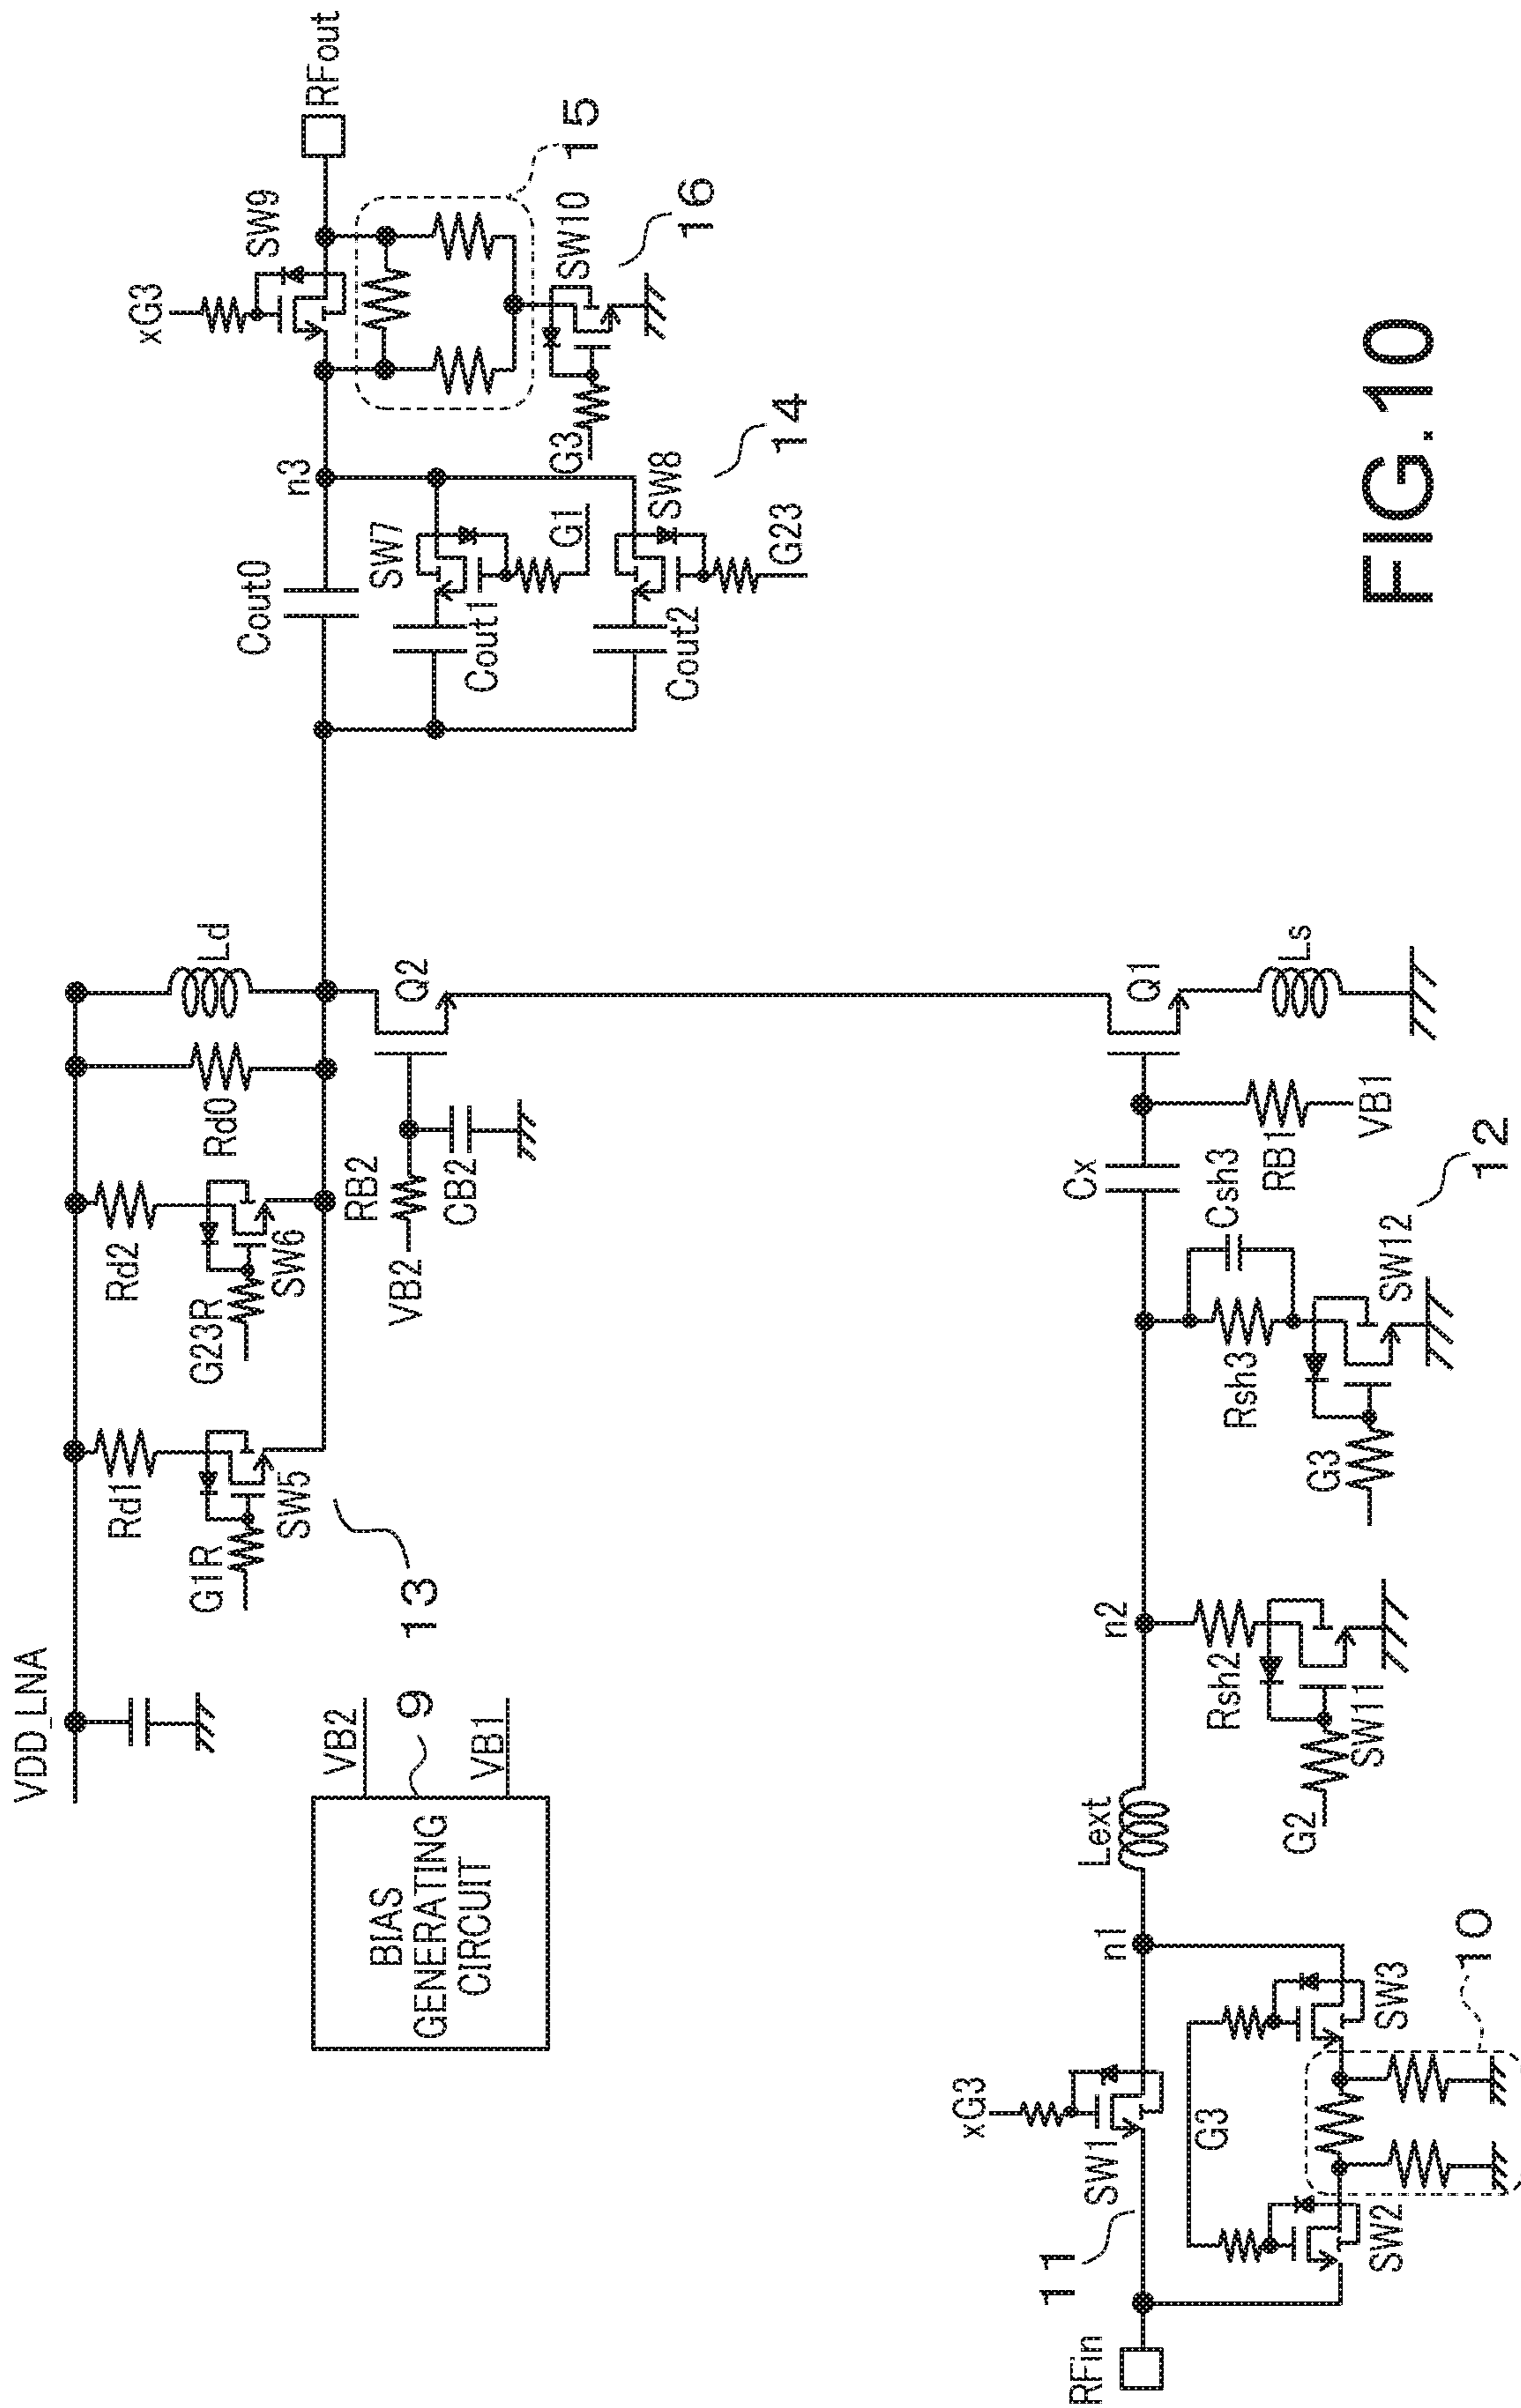 VDD_LNA
Rd1
G1R
SW5
13
Rd2
G23R
SW6
Rd0
Ld
BIAS
GENERATING
CIRCUIT
VB2
9
VB1
VB2
RB2
CB2
Q2
Cout0
n3
SW7
Cout1
G1
SW8
Cout2
G23
14
xG3
SW9
RFout
15
G3
SW10
16
RFin
11
xG3
SW1
n1
G3
SW2
SW3
10
Lext
n2
Rsh2
G2
SW11
Rsh3
Csh3
G3
SW12
12
Cx
RB1
VB1
Q1
Ls
FIG. 10